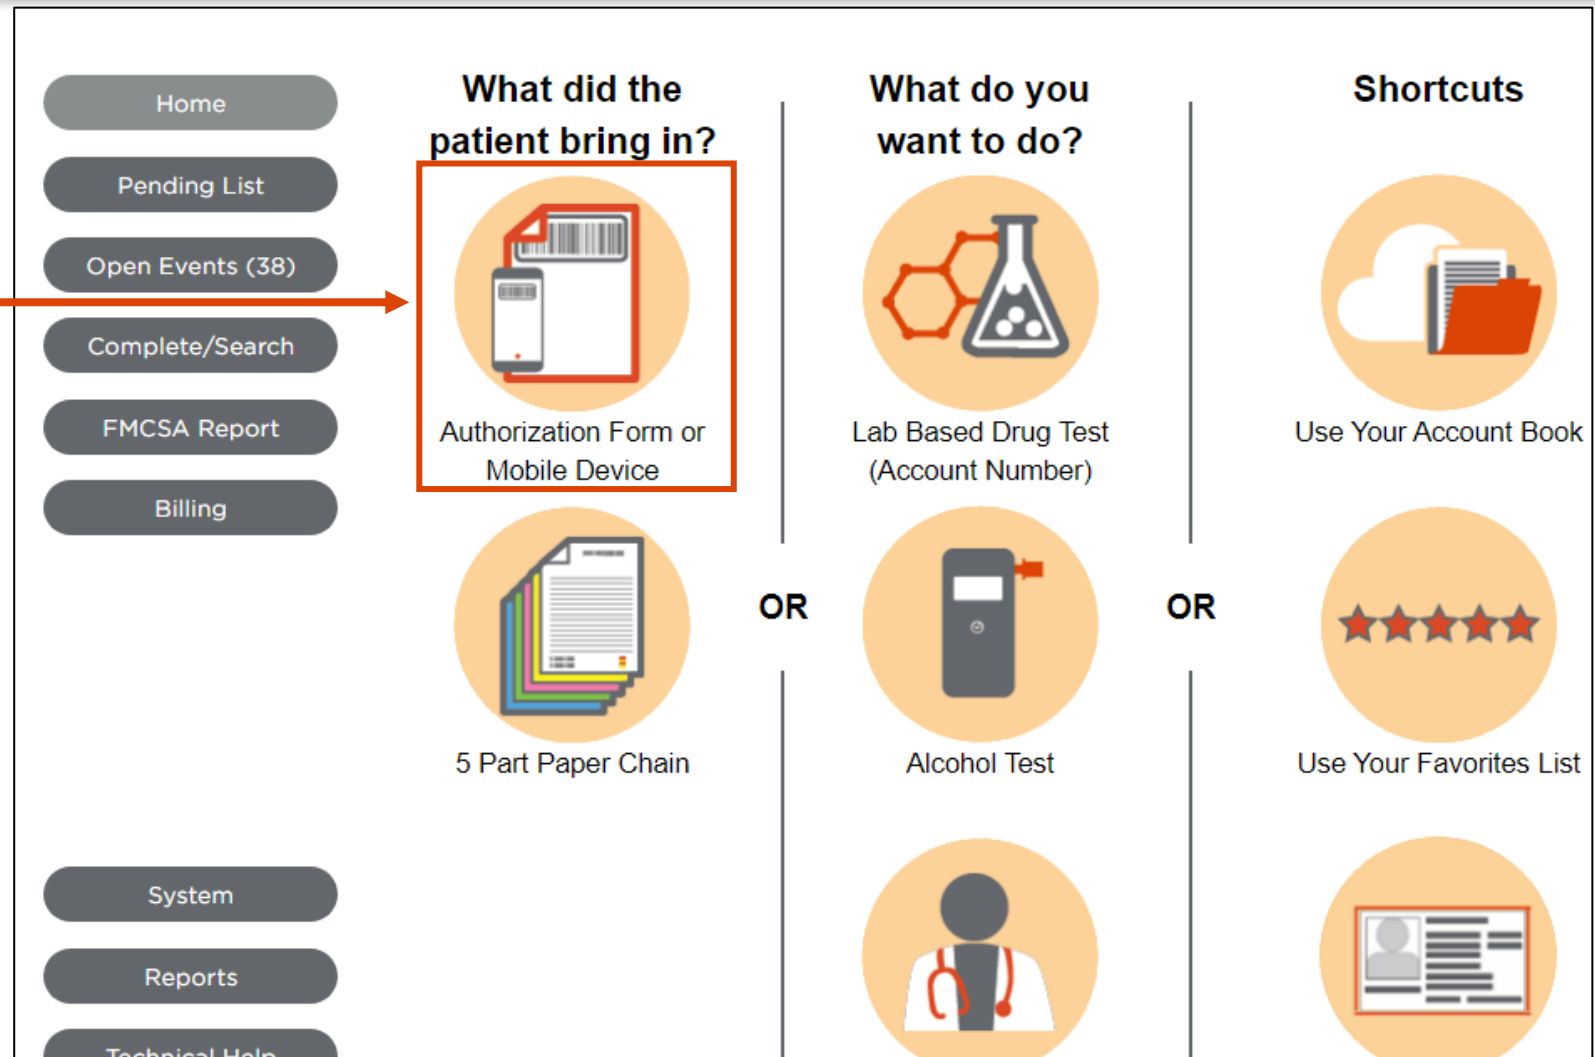 Home
Pending List
Open Events (38)
Complete/Search
FMCSA Report
Billing
System
Reports
Technical Help
What did the
patient bring in?
Authorization Form or
Mobile Device
5 Part Paper Chain
OR
What do you
want to do?
Lab Based Drug Test
(Account Number)
Alcohol Test
OR
Shortcuts
Use Your Account Book
Use Your Favorites List